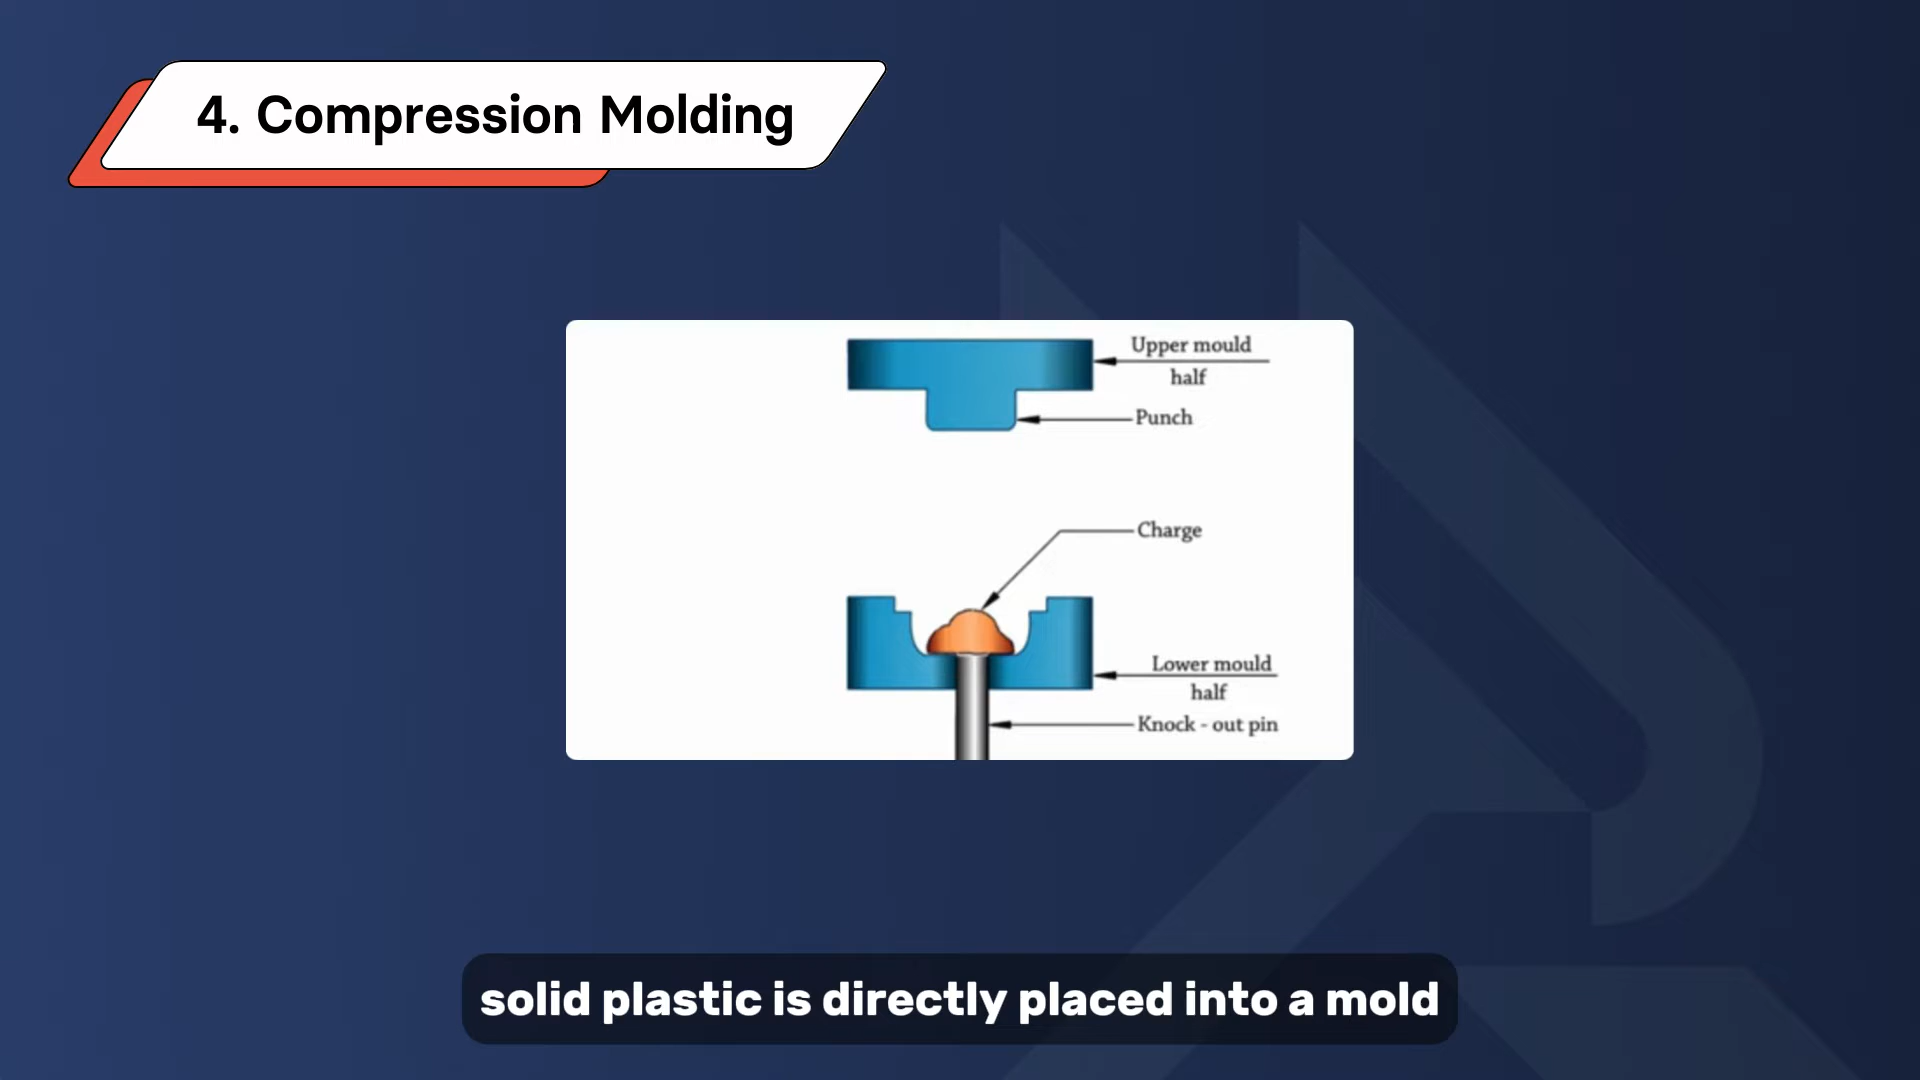 4. Compression Molding
Upper mould
half
Punch
Charge
Lower mould
half
Knock - out pin
solid plastic is directly placed into a mold